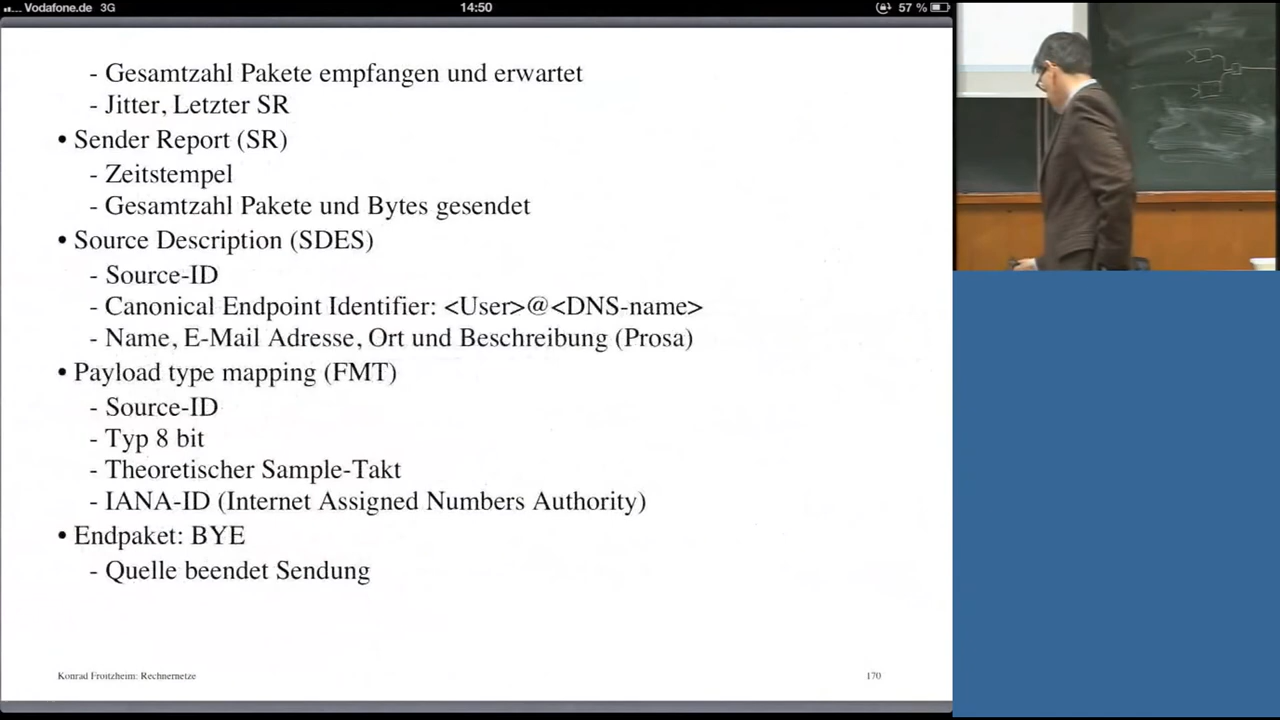 Vodafone.de 3G
14:50
57 %
- Gesamtzahl Pakete empfangen und erwartet
- Jitter, Letzter SR
• Sender Report (SR)
- Zeitstempel
- Gesamtzahl Pakete und Bytes gesendet
• Source Description (SDES)
- Source-ID
- Canonical Endpoint Identifier: <User>@<DNS-name>
- Name, E-Mail Adresse, Ort und Beschreibung (Prosa)
• Payload type mapping (FMT)
- Source-ID
- Typ 8 bit
- Theoretischer Sample-Takt
- IANA-ID (Internet Assigned Numbers Authority)
• Endpaket: BYE
- Quelle beendet Sendung
Konrad Froitzheim: Rechnernetze
170